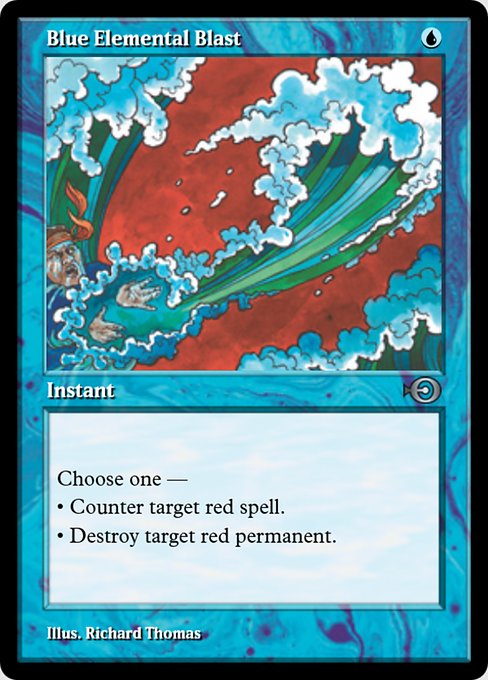 Blue Elemental Blast
Instant
Choose one —
• Counter target red spell.
• Destroy target red permanent.
Illus. Richard Thomas